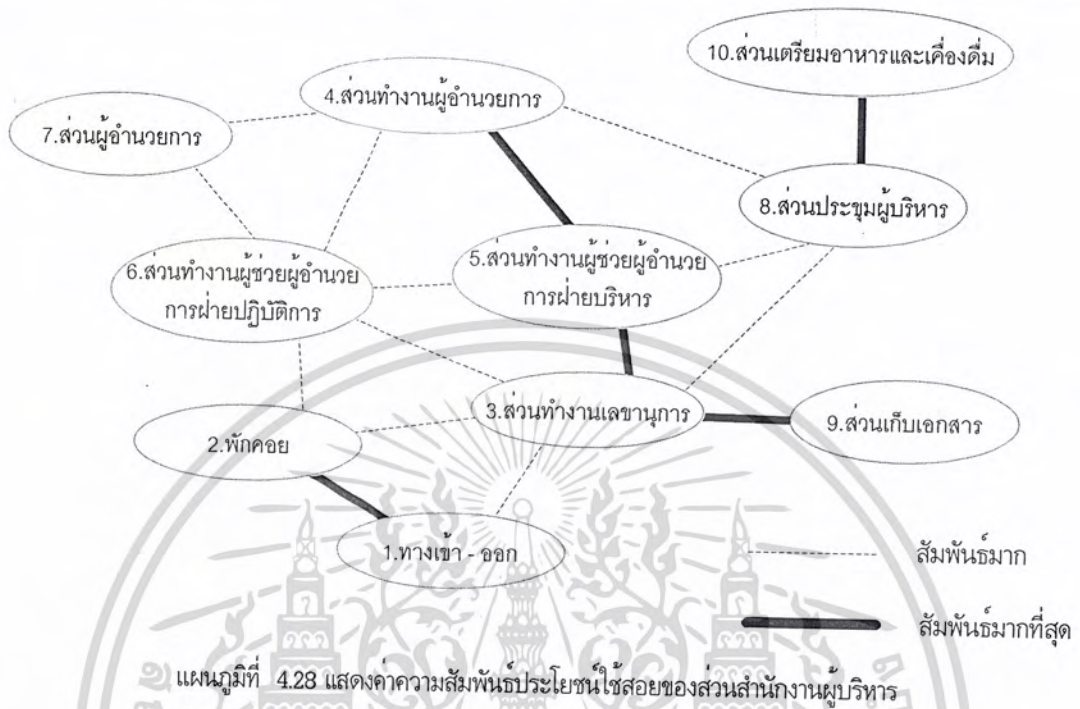 10.ส่วนเตรียมอาหารและเคื่องดื่ม
4.ส่วนทำงานผู้อำนวยการ
7.ส่วนผู้อำนวยการ
8.ส่วนประชุมผู้บริหาร
6.ส่วนทำงานผู้ช่วยผู้อำนวย
การฝ่ายปฏิบัติการ
5.ส่วนทำงานผู้ช่วยผู้อำนวย
การฝ่ายบริหาร
3.ส่วนทำงานเลขานุการ
9.ส่วนเก็บเอกสาร
2.พักคอย
1.ทางเข้า - ออก
สัมพันธ์มาก
สัมพันธ์มากที่สุด
แผนภูมิที่ 4.28 แสดงค่าความสัมพันธ์ประโยชน์ใช้สอยของส่วนสำนักงานผู้บริหาร